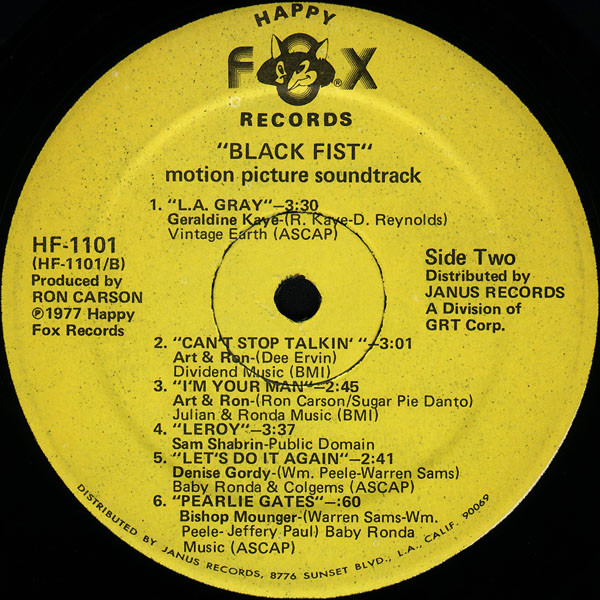 HAPPY
FOX®
RECORDS
"BLACK FIST"
motion picture soundtrack
1. "L.A. GRAY"-3:30
Geraldine Kaye-(R. Kaye-D. Reynolds)
Vintage Earth (ASCAP)
HF-1101
(HF-1101/B)
Produced by
RON CARSON
℗1977 Happy
Fox Records
Side Two
Distributed by
JANUS RECORDS
A Division of
GRT Corp.
2. "CAN'T STOP TALKIN' "-3:01
Art & Ron-(Dee Ervin)
Dividend Music (BMI)
3. "I'M YOUR MAN"-2:45
Art & Ron-(Ron Carson/Sugar Pie Danto)
Julian & Ronda Music (BMI)
4. "LEROY"-3:37
Sam Shabrin-Public Domain
5. "LET'S DO IT AGAIN"-2:41
Denise Gordy-(Wm. Peele-Warren Sams)
Baby Ronda & Colgems (ASCAP)
6. "PEARLIE GATES"-:60
Bishop Mounger-(Warren Sams-Wm.
Peele-Jeffery Paul) Baby Ronda
Music (ASCAP)
DISTRIBUTED BY JANUS RECORDS, 8776 SUNSET BLVD., L.A., CALIF. 90069